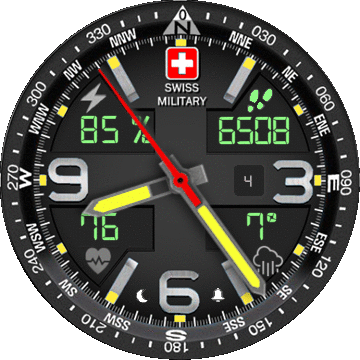 N
330
030
NNW
NNE
NW
NE
300
060
WNW
ENE
270
W
E
090
WSW
ESE
240
120
SW
SE
210
150
SSW
SSE
180
S
SWISS
MILITARY
85 %
6508
9
4
3
76
7°
6